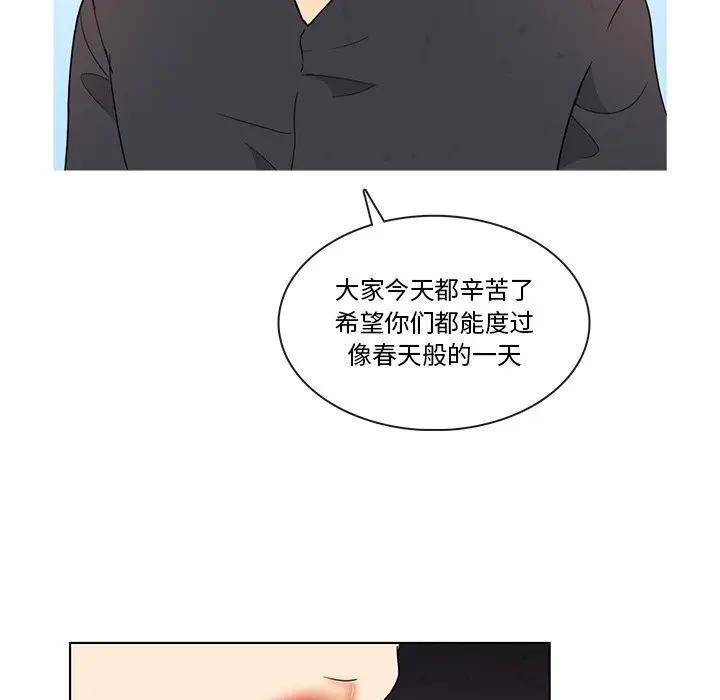 大家今天都辛苦了
希望你们都能度过
像春天般的一天